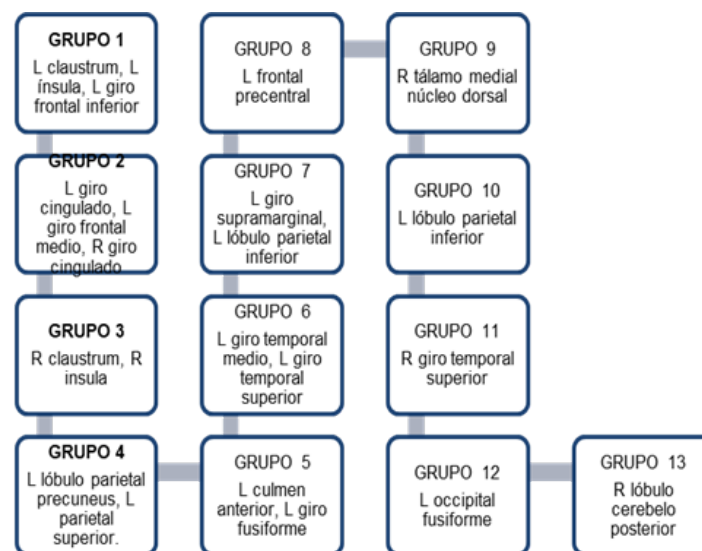 GRUPO 1
L claustrum, L
ínsula, L giro
frontal inferior
GRUPO 2
L giro
cingulado, L
giro frontal
medio, R giro
cingulado
GRUPO 3
R claustrum, R
insula
GRUPO 4
L lóbulo parietal
precuneus, L
parietal
superior.
GRUPO 5
L culmen
anterior, L giro
fusiforme
GRUPO 6
L giro temporal
medio, L giro
temporal
superior
GRUPO 7
L giro
supramarginal,
L lóbulo parietal
inferior
GRUPO 8
L frontal
precentral
GRUPO 9
R tálamo medial
núcleo dorsal
GRUPO 10
L lóbulo parietal
inferior
GRUPO 11
R giro temporal
superior
GRUPO 12
L occipital
fusiforme
GRUPO 13
R lóbulo
cerebelo
posterior